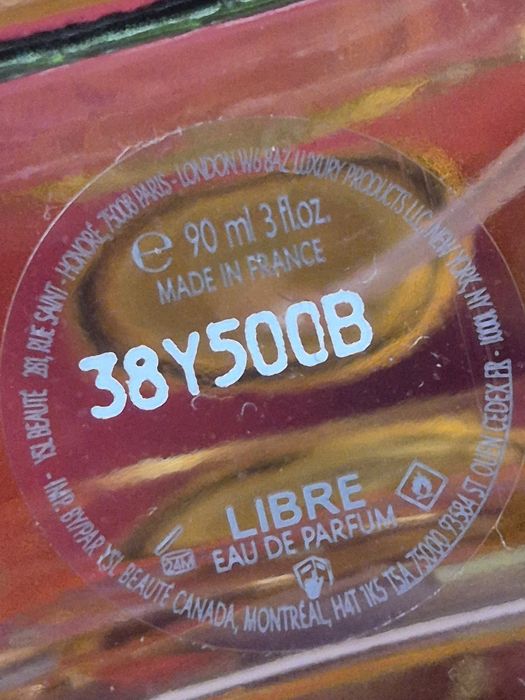 YSL BEAUTÉ 281, RUE SAINT - HONORÉ, 75008 PARIS - LONDON W6 8AZ LUXURY PRODUCTS LLC, NEW YORK, NY 10001
℮ 90 ml 3 fl.oz.
MADE IN FRANCE
38Y500B
LIBRE
EAU DE PARFUM
24M
- IMP. BY/PAR YSL BEAUTÉ CANADA, MONTRÉAL, H4T 1K5 TSA 75000, 93584 ST OUEN CEDEX, FR -